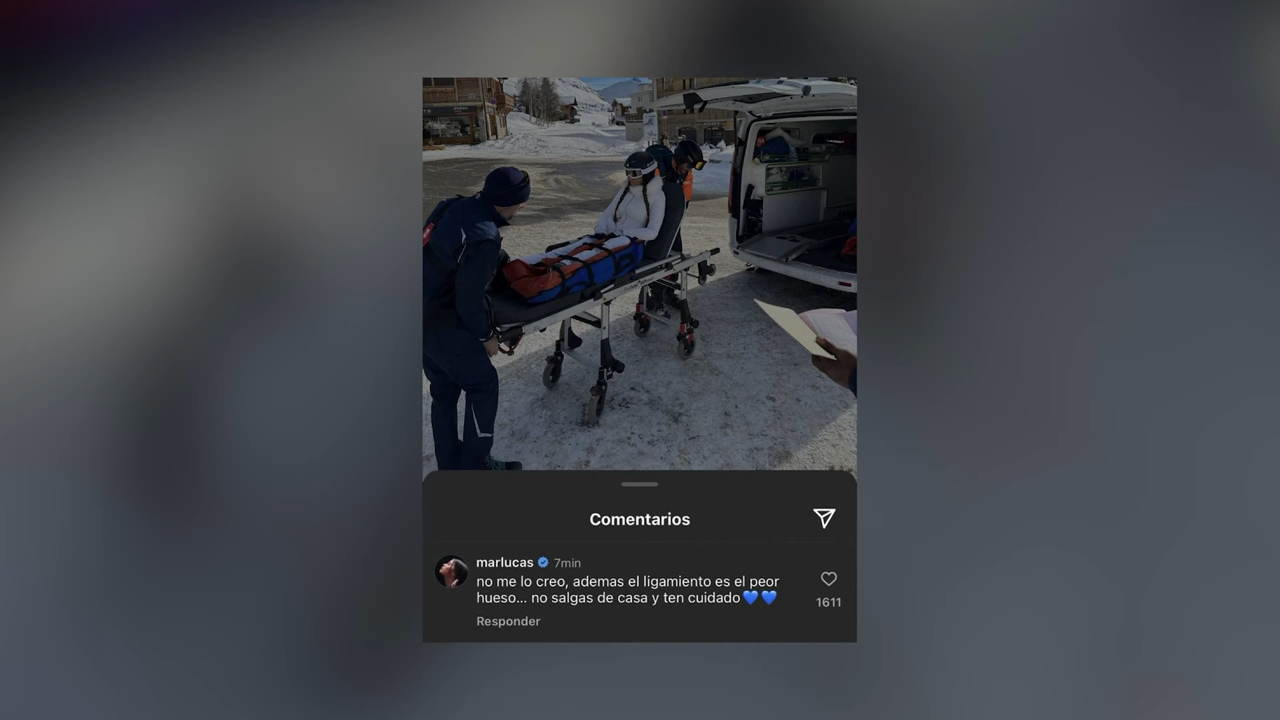 Comentarios
marlucas 7min
no me lo creo, ademas el ligamiento es el peor
hueso... no salgas de casa y ten cuidado💙💙
1611
Responder